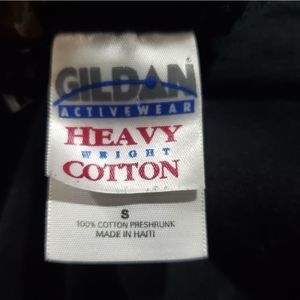 GILDAN
ACTIVEWEAR
HEAVY
WEIGHT
COTTON
S
100% COTTON PRESHRUNK
MADE IN HAITI